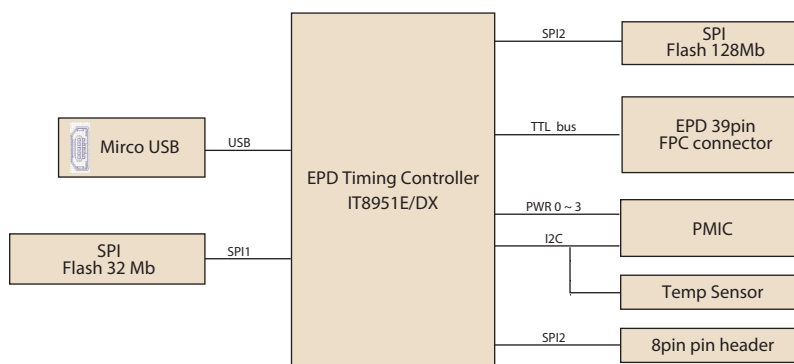 SPI2
SPI
Flash 128Mb
Mirco USB
USB
TTL bus
EPD 39pin
FPC connector
EPD Timing Controller
IT8951E/DX
PWR 0 ~ 3
I2C
PMIC
SPI
Flash 32 Mb
SPI1
Temp Sensor
SPI2
8pin pin header